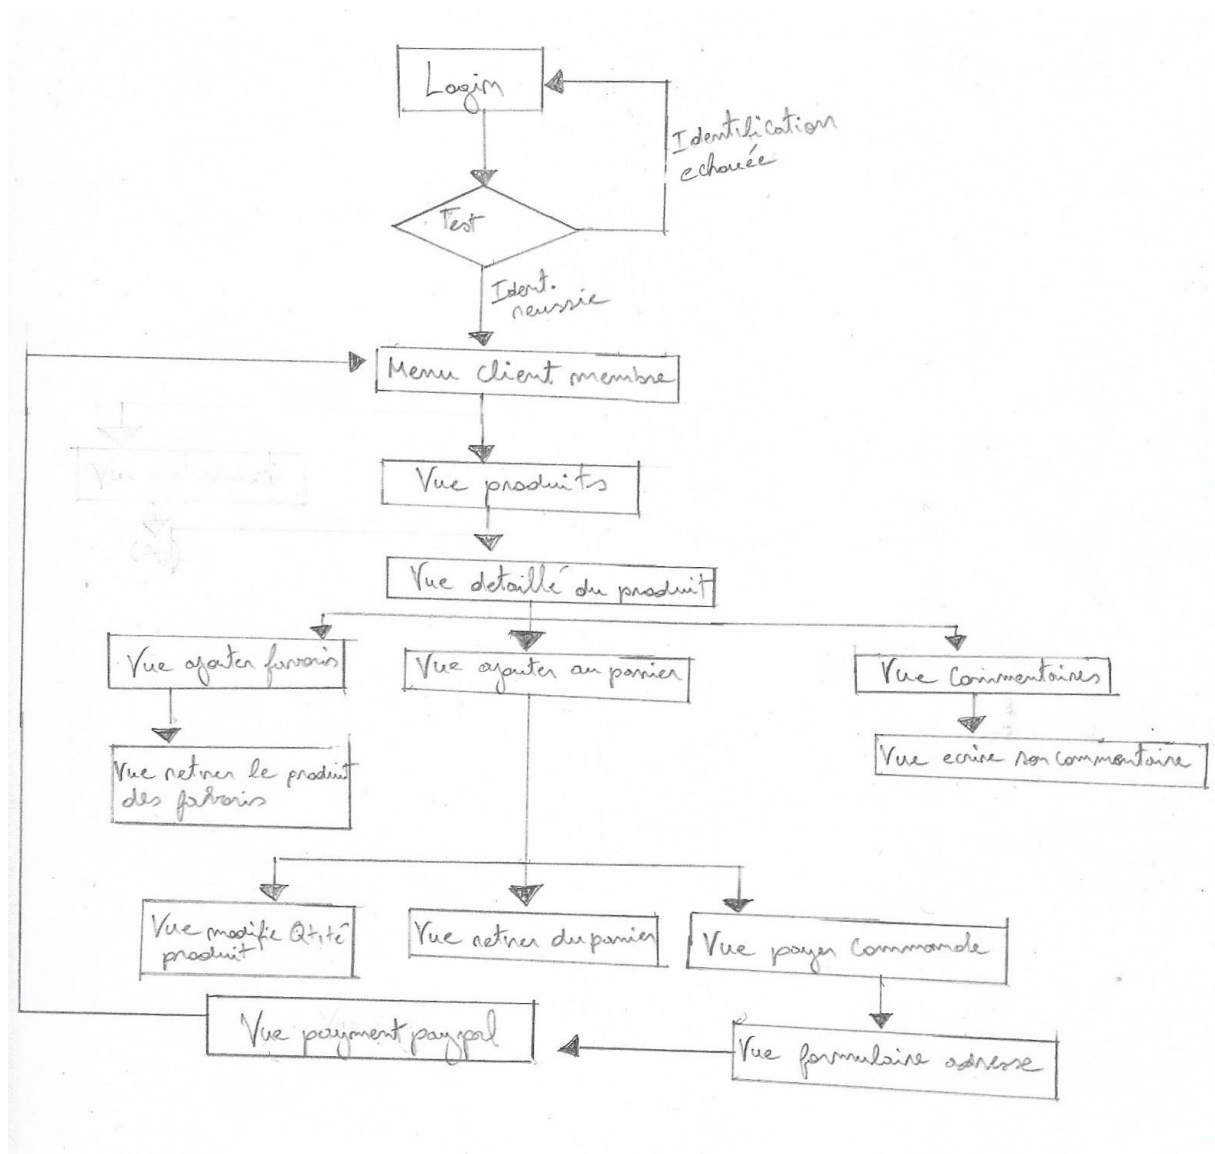 Login
Identification
echouée
Test
Ident.
reussie
Menu client membre
Vue produits
Vue detaillé du produit
Vue ajouter favoris
Vue ajouter au panier
Vue Commentaires
Vue retirer le produit
des favoris
Vue ecrire son commentaire
Vue modifie Qtité
produit
Vue retirer du panier
Vue payer Commande
Vue payment paypal
Vue formulaire adresse